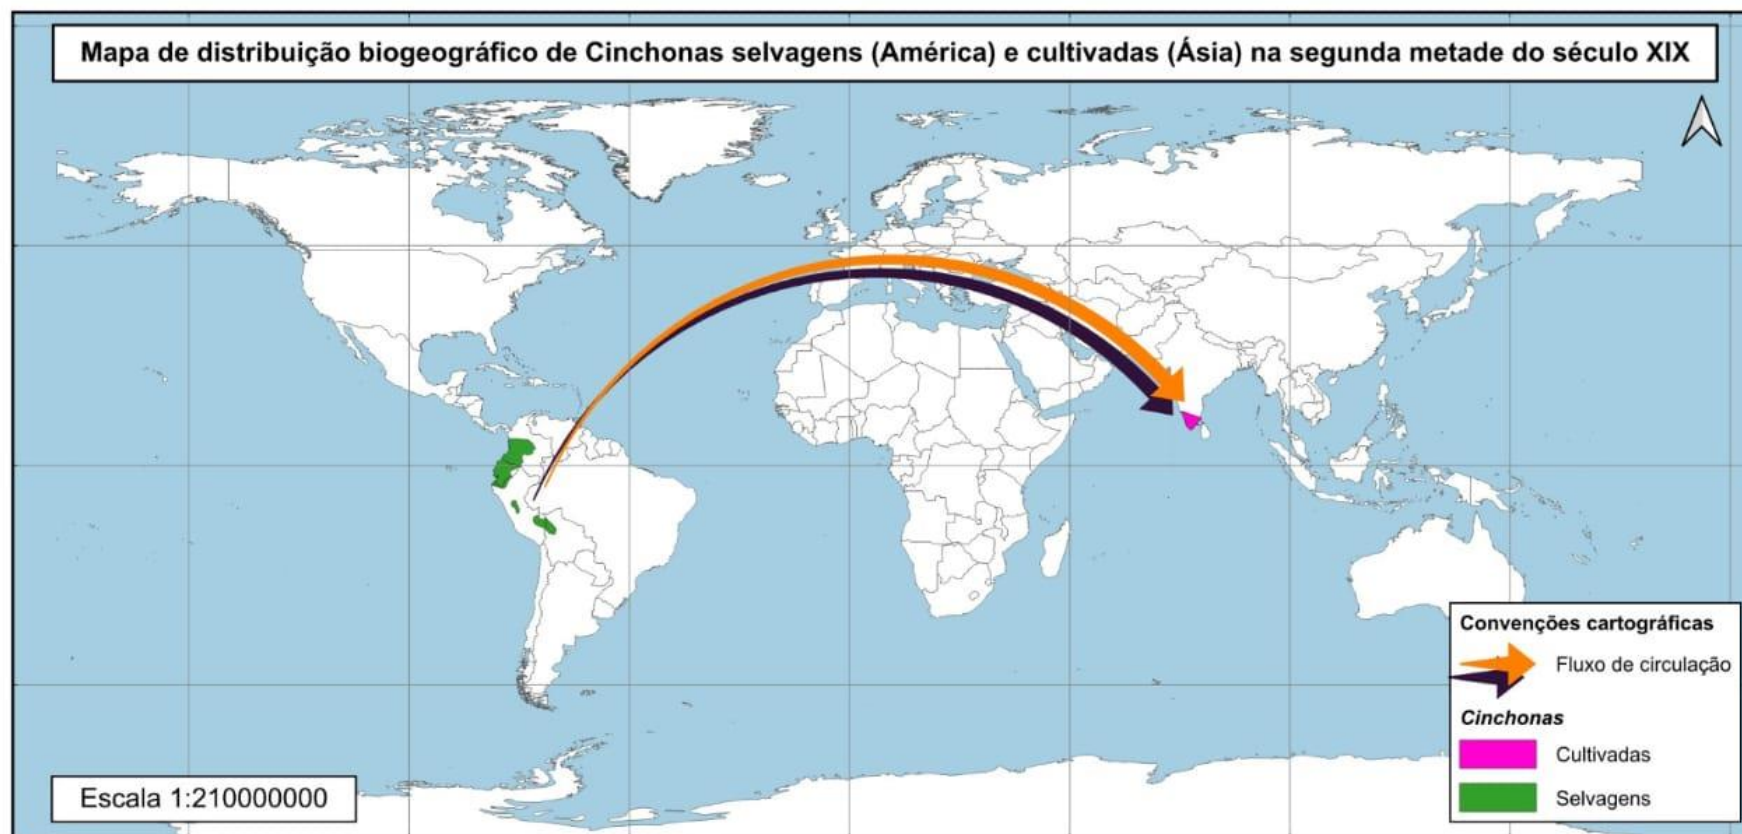 Mapa de distribuição biogeográfico de Cinchonas selvagens (América) e cultivadas (Ásia) na segunda metade do século XIX
Convenções cartográficas
Fluxo de circulação
Cinchonas
Cultivadas
Selvagens
Escala 1:210000000